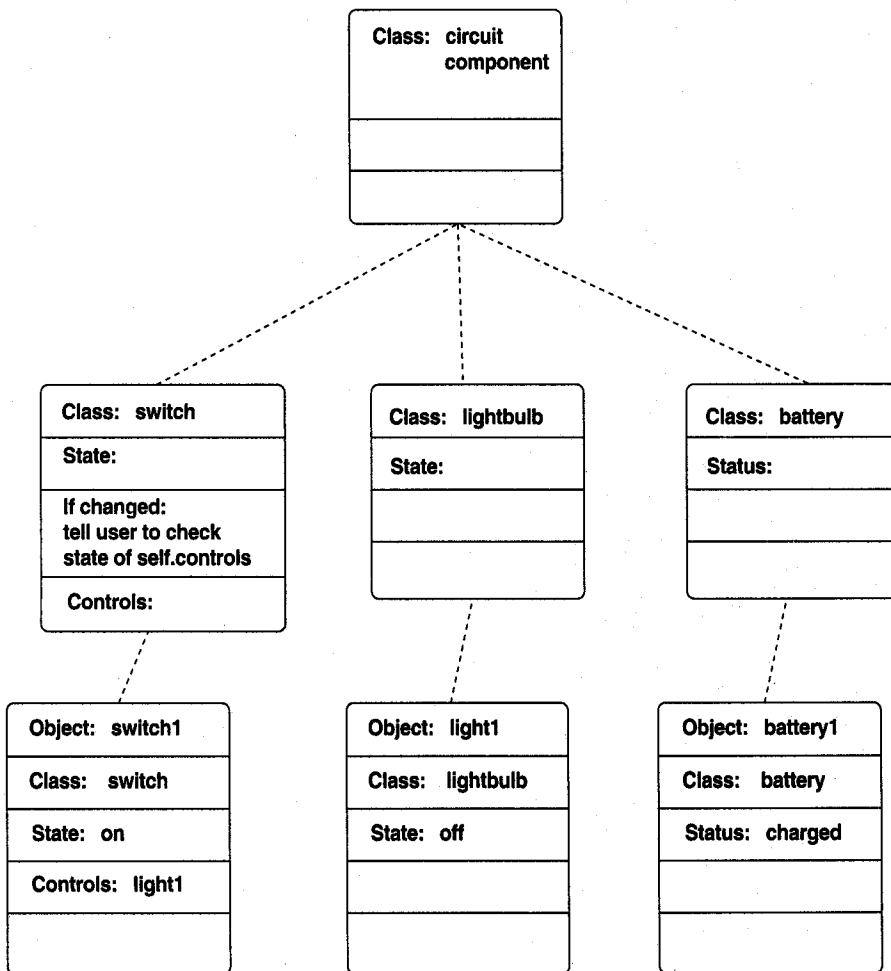 Class: circuit
component
Class: switch
State:
If changed:
tell user to check
state of self.controls
Controls:
Class: lightbulb
State:
Class: battery
Status:
Object: switch1
Class: switch
State: on
Controls: light1
Object: light1
Class: lightbulb
State: off
Object: battery1
Class: battery
Status: charged